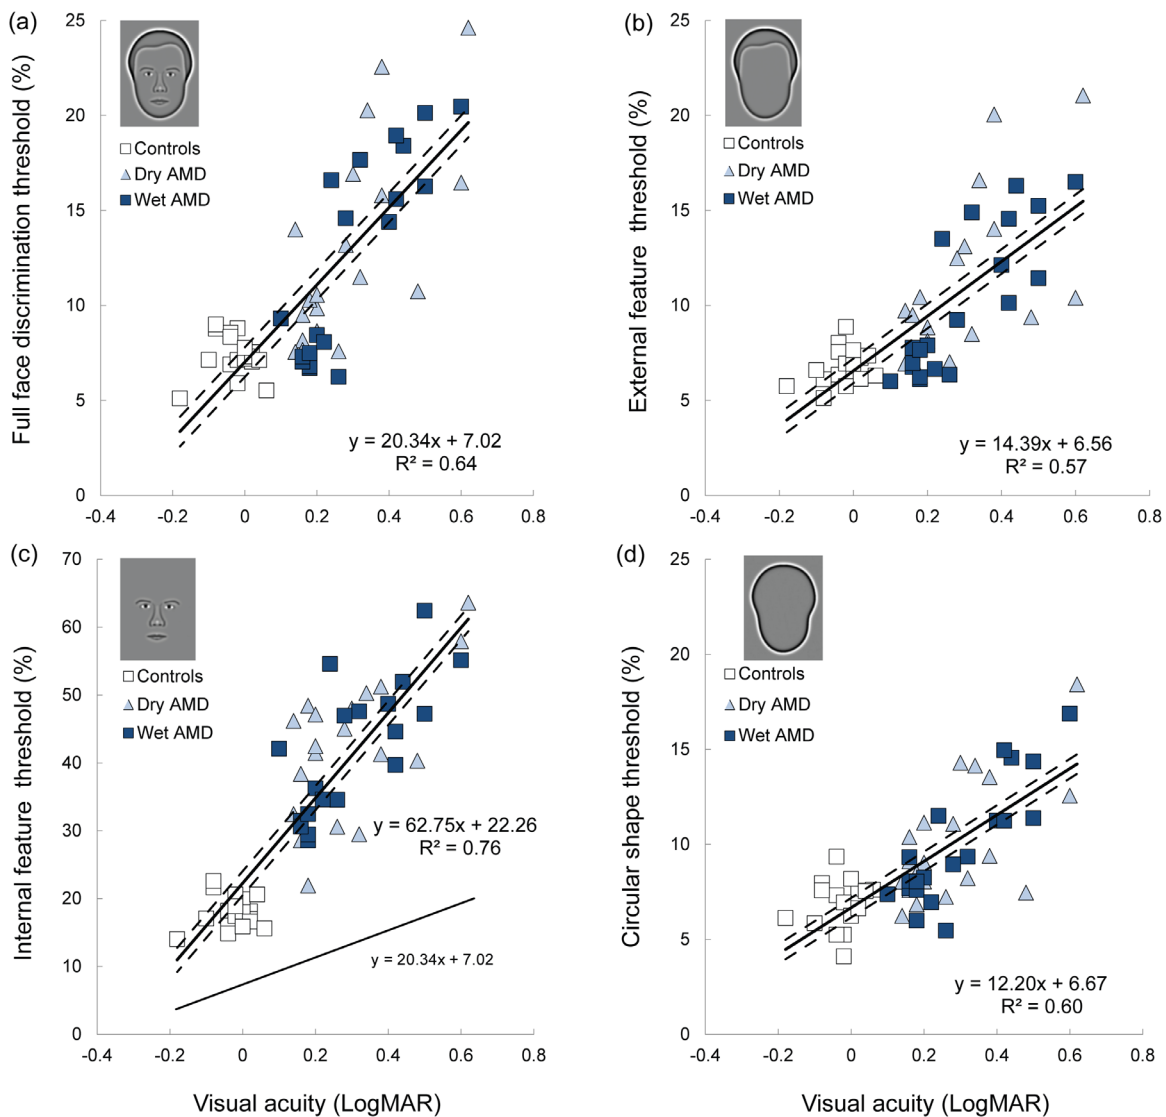 (a)
Full face discrimination threshold (%)
25
20
15
10
5
0
Controls
Dry AMD
Wet AMD
y = 20.34x + 7.02
R² = 0.64
-0.4
-0.2
0
0.2
0.4
0.6
0.8
(b)
External feature threshold (%)
25
20
15
10
5
0
Controls
Dry AMD
Wet AMD
y = 14.39x + 6.56
R² = 0.57
-0.4
-0.2
0
0.2
0.4
0.6
0.8
(c)
Internal feature threshold (%)
70
60
50
40
30
20
10
0
Controls
Dry AMD
Wet AMD
y = 62.75x + 22.26
R² = 0.76
y = 20.34x + 7.02
-0.4
-0.2
0
0.2
0.4
0.6
0.8
Visual acuity (LogMAR)
(d)
Circular shape threshold (%)
25
20
15
10
5
0
Controls
Dry AMD
Wet AMD
y = 12.20x + 6.67
R² = 0.60
-0.4
-0.2
0
0.2
0.4
0.6
0.8
Visual acuity (LogMAR)